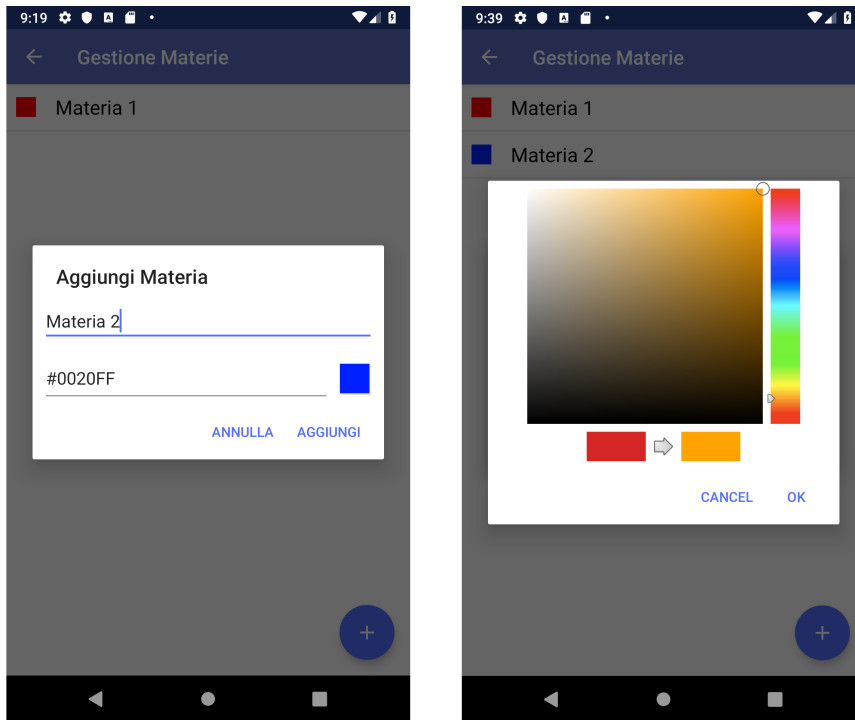 9:19
Gestione Materie
Materia 1
Aggiungi Materia
Materia 2
#0020FF
ANNULLA AGGIUNGI
9:39
Gestione Materie
Materia 1
Materia 2
CANCEL OK